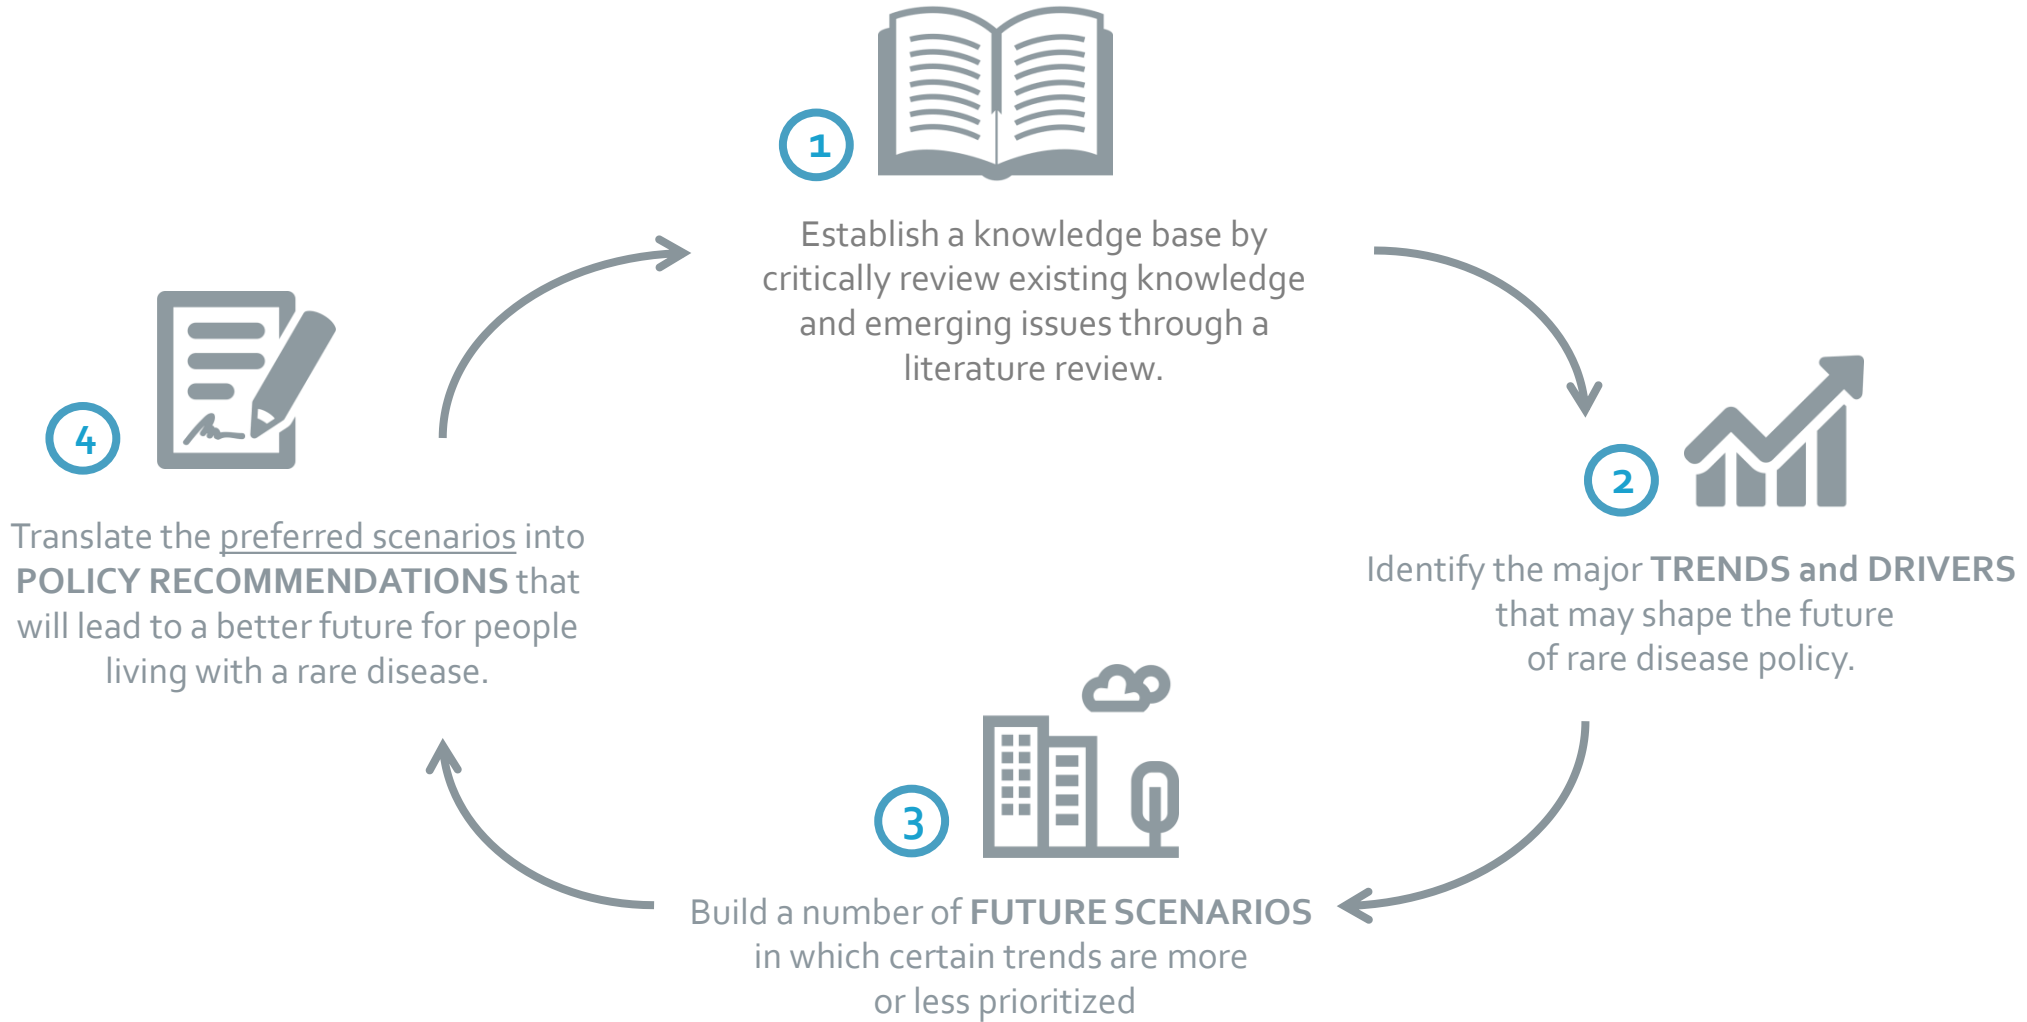 1
Establish a knowledge base by
critically review existing knowledge
and emerging issues through a
literature review.
2
Identify the major TRENDS and DRIVERS
that may shape the future
of rare disease policy.
3
Build a number of FUTURE SCENARIOS
in which certain trends are more
or less prioritized
4
Translate the preferred scenarios into
POLICY RECOMMENDATIONS that
will lead to a better future for people
living with a rare disease.